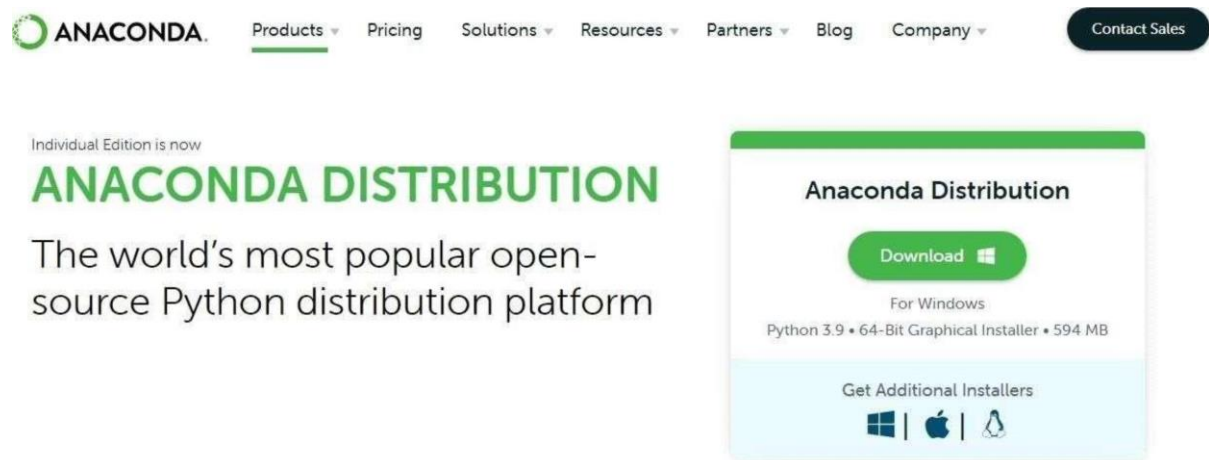 ANACONDA.
Products Pricing Solutions Resources Partners Blog Company Contact Sales
Individual Edition is now
ANACONDA DISTRIBUTION
The world's most popular open-
source Python distribution platform
Anaconda Distribution
Download
For Windows
Python 3.9 • 64-Bit Graphical Installer • 594 MB
Get Additional Installers